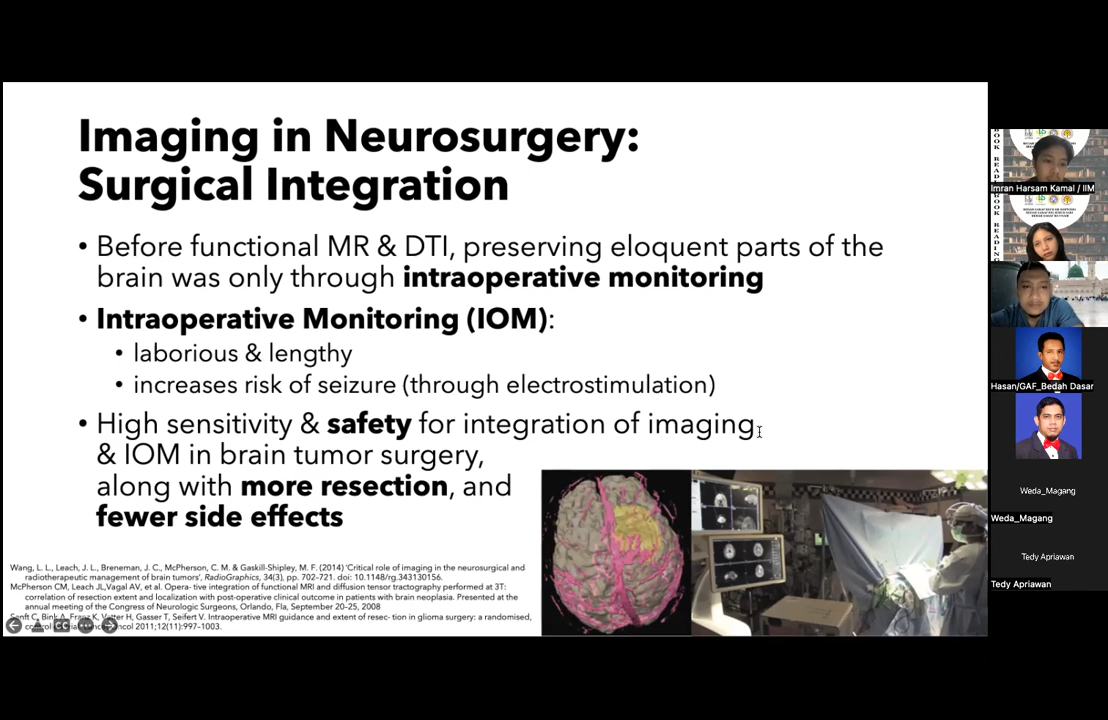 Imaging in Neurosurgery:
Surgical Integration
• Before functional MR & DTI, preserving eloquent parts of the
brain was only through intraoperative monitoring
• Intraoperative Monitoring (IOM):
• laborious & lengthy
• increases risk of seizure (through electrostimulation)
• High sensitivity & safety for integration of imaging
& IOM in brain tumor surgery,
along with more resection, and
fewer side effects
Wang, L. L., Leach, J. L., Breneman, J. C., McPherson, C. M. & Gaskill-Shipley, M. F. (2014) 'Critical role of imaging in the neurosurgical and
radiotherapeutic management of brain tumors', RadioGraphics, 34(3), pp. 702–721. doi: 10.1148/rg.343130156.
McPherson CM, Leach JL,Vagal AV, et al. Opera- tive integration of functional MRI and diffusion tensor tractography performed at 3T:
correlation of resection extent and localization with post-operative clinical outcome in patients with brain neoplasia. Presented at the
annual meeting of the Congress of Neurologic Surgeons, Orlando, Fla, September 20–25, 2008
Senft C, Bink A, Franz K, Vatter H, Gasser T, Seifert V. Intraoperative MRI guidance and extent of resec- tion in glioma surgery: a randomised,
2011;12(11):997–1003.
CC
BOOK READING
Imran Harsam Kamal / IIM
BOOK READING
Hasan/GAF_Bedah Dasar
Weda_Magang
Weda_Magang
Tedy Apriawan
Tedy Apriawan